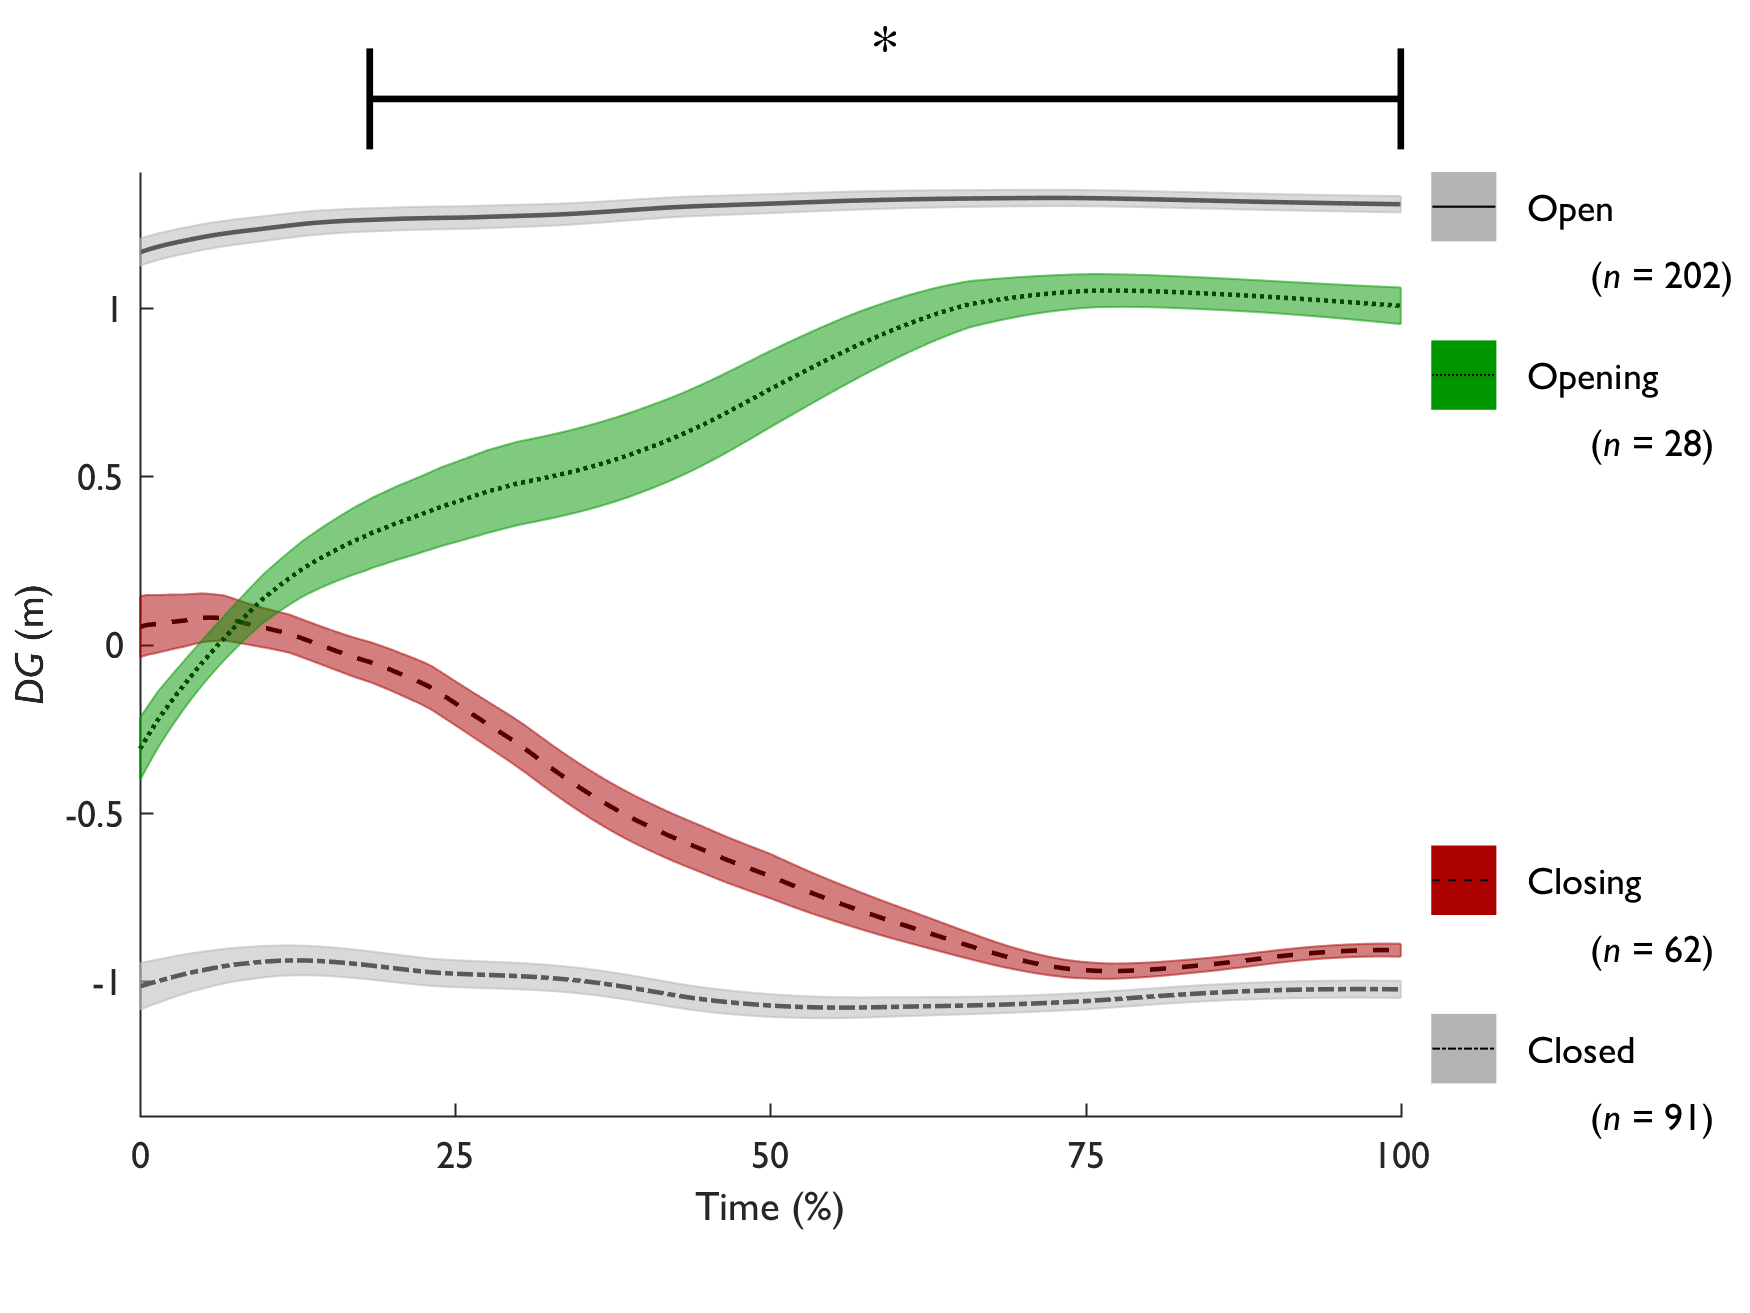 *
Open
(n = 202)
1
Opening
(n = 28)
0.5
DG (m)
0
-0.5
Closing
(n = 62)
-1
Closed
(n = 91)
0 25 50 75 100
Time (%)